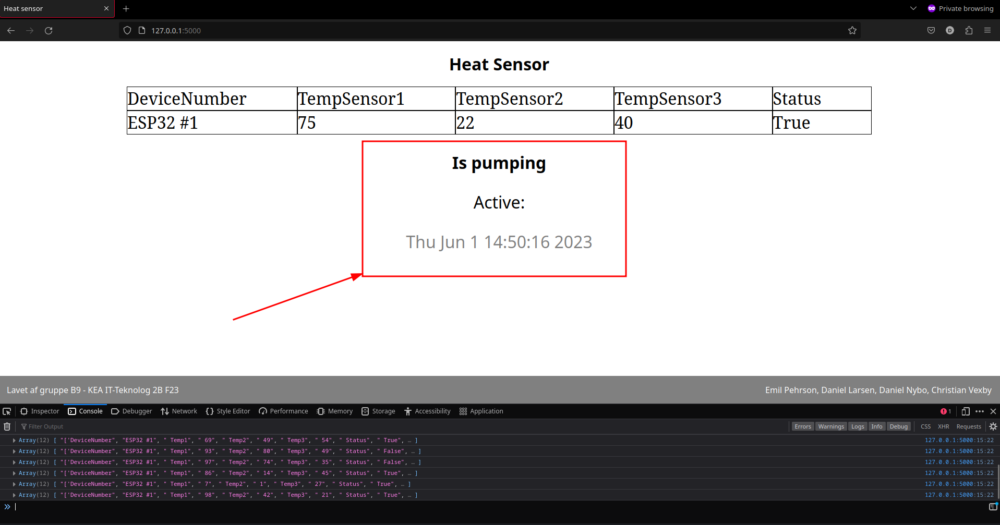 Heat sensor
Private browsing
127.0.0.1:5000
D
Heat Sensor
DeviceNumber TempSensor1 TempSensor2 TempSensor3 Status
ESP32 #1 75 22 40 True
Is pumping
Active:
Thu Jun 1 14:50:16 2023
Lavet af gruppe B9 - KEA IT-Teknolog 2B F23 Emil Pehrson, Daniel Larsen, Daniel Nybo, Christian Vexby
Inspector Console Debugger Network Style Editor Performance Memory Storage Accessibility Application 1
Filter Output Errors Warnings Logs Info Debug CSS XHR Requests
Array(12) [ "['DeviceNumber", "ESP32 #1", " Temp1", " 69", " Temp2", " 49", " Temp3", " 54", " Status", " True", … ] 127.0.0.1:5000:15:22
Array(12) [ "['DeviceNumber", "ESP32 #1", " Temp1", " 93", " Temp2", " 80", " Temp3", " 49", " Status", " False", … ] 127.0.0.1:5000:15:22
Array(12) [ "['DeviceNumber", "ESP32 #1", " Temp1", " 97", " Temp2", " 74", " Temp3", " 35", " Status", " False", … ] 127.0.0.1:5000:15:22
Array(12) [ "['DeviceNumber", "ESP32 #1", " Temp1", " 86", " Temp2", " 14", " Temp3", " 45", " Status", " True", … ] 127.0.0.1:5000:15:22
Array(12) [ "['DeviceNumber", "ESP32 #1", " Temp1", " 7", " Temp2", " 1", " Temp3", " 27", " Status", " True", … ] 127.0.0.1:5000:15:22
Array(12) [ "['DeviceNumber", "ESP32 #1", " Temp1", " 98", " Temp2", " 42", " Temp3", " 21", " Status", " True", … ] 127.0.0.1:5000:15:22